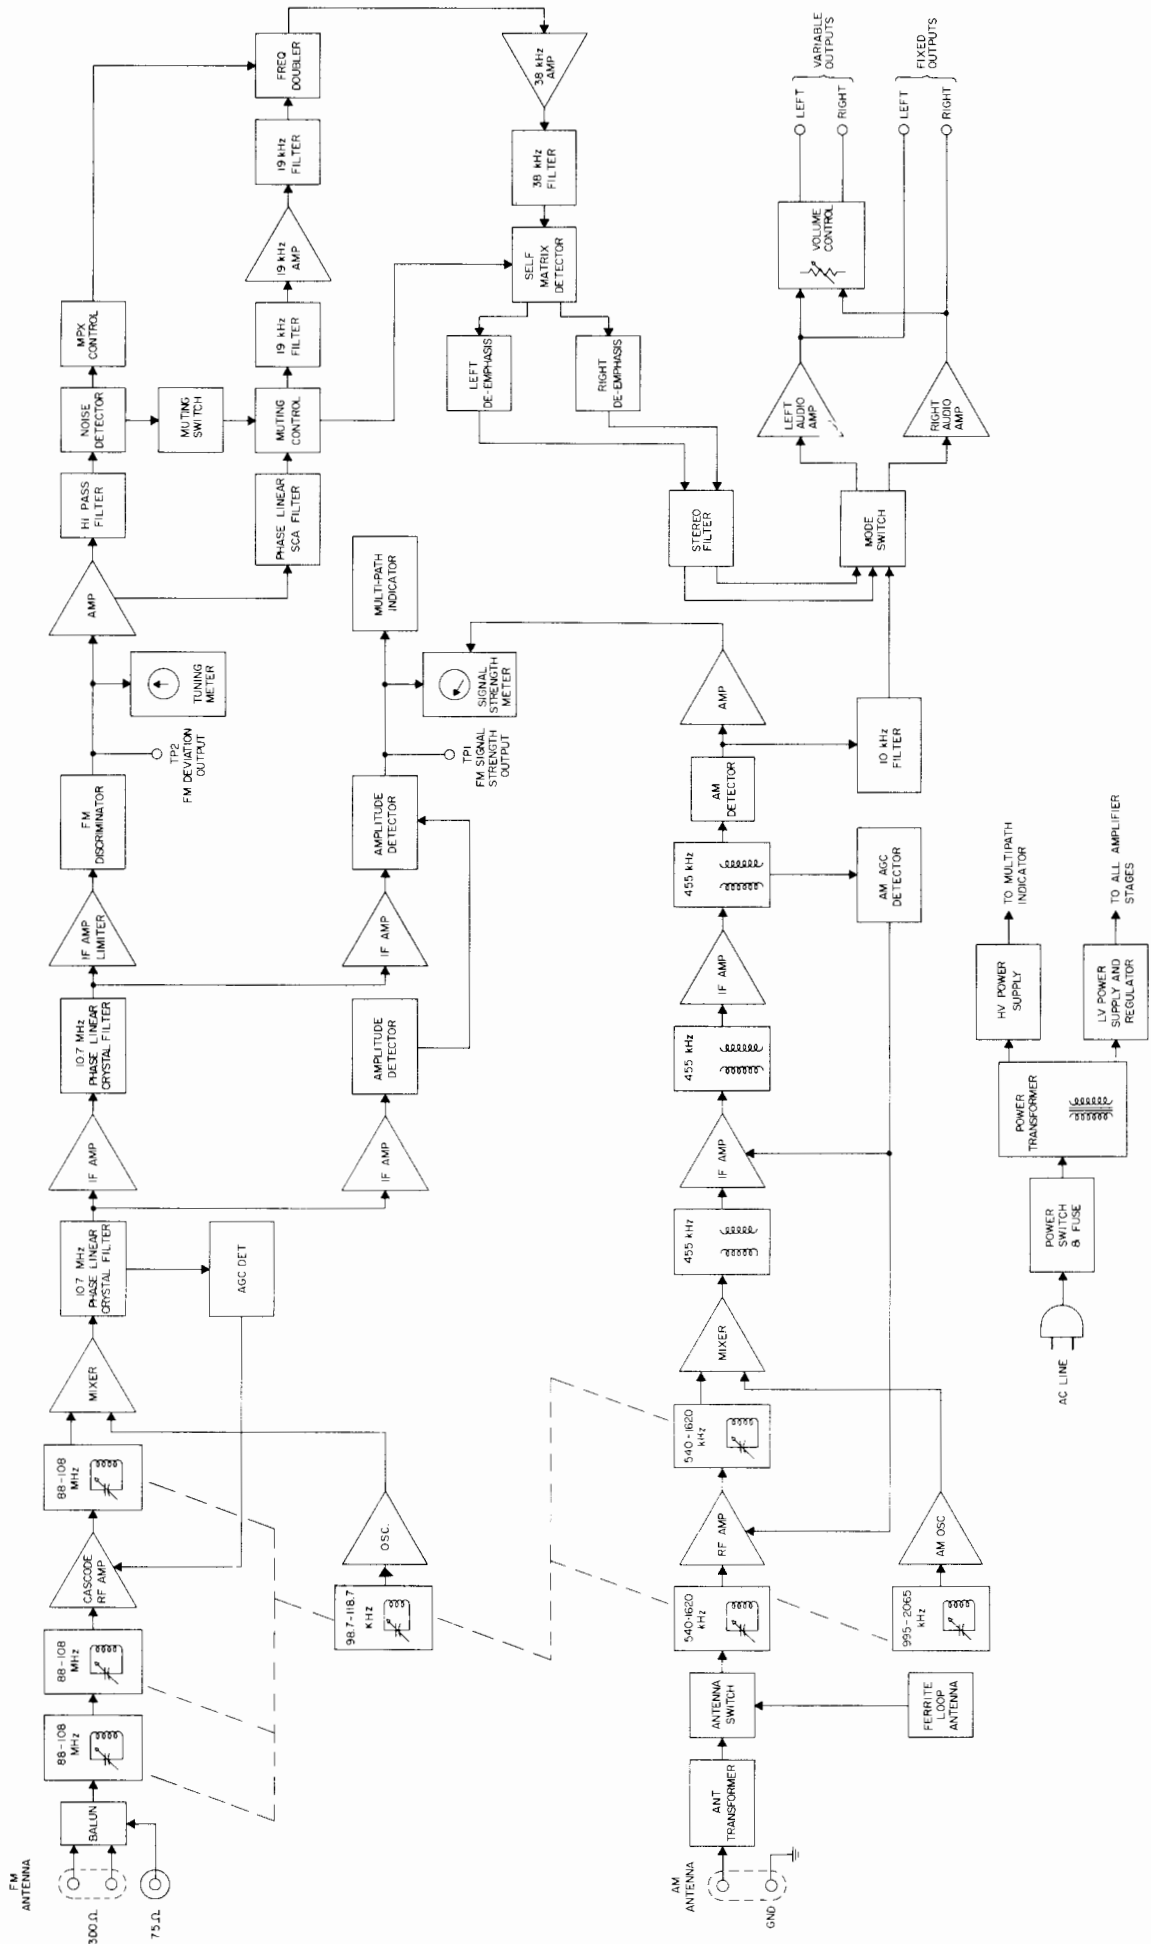 FM
ANTENNA
300Ω
75Ω
BALUN
88-108
MHz
88-108
MHz
CASCODE
RF AMP
88-108
MHz
MIXER
10.7 MHz
PHASE LINEAR
CRYSTAL FILTER
IF AMP
10.7 MHz
PHASE LINEAR
CRYSTAL FILTER
IF AMP
LIMITER
FM
DISCRIMINATOR
TP2
FM DEVIATION
OUTPUT
TUNING
METER
AMP
HI PASS
FILTER
NOISE
DETECTOR
MPX
CONTROL
MUTING
SWITCH
PHASE LINEAR
SCA FILTER
MUTING
CONTROL
19 kHz
FILTER
19 kHz
AMP
19 kHz
FILTER
FREQ
DOUBLER
AGC DET
98.7-118.7
KHz
OSC.
IF AMP
AMPLITUDE
DETECTOR
IF AMP
AMPLITUDE
DETECTOR
TP1
FM SIGNAL
STRENGTH
OUTPUT
SIGNAL
STRENGTH
METER
MULTI-PATH
INDICATOR
38 kHz
AMP
38 kHz
FILTER
SELF
MATRIX
DETECTOR
LEFT
DE-EMPHASIS
RIGHT
DE-EMPHASIS
STEREO
FILTER
AM
ANTENNA
GND
ANT
TRANSFORMER
ANTENNA
SWITCH
FERRITE
LOOP
ANTENNA
540-1620
kHz
RF AMP
540-1620
kHz
MIXER
995-2065
kHz
AM OSC
455 kHz
IF AMP
455 kHz
IF AMP
455 kHz
AM
DETECTOR
AMP
AM AGC
DETECTOR
10 kHz
FILTER
MODE
SWITCH
LEFT
AUDIO
AMP
RIGHT
AUDIO
AMP
VOLUME
CONTROL
LEFT
RIGHT
VARIABLE
OUTPUTS
LEFT
RIGHT
FIXED
OUTPUTS
AC LINE
POWER
SWITCH
& FUSE
POWER
TRANSFORMER
HV POWER
SUPPLY
TO MULTIPATH
INDICATOR
LV POWER
SUPPLY AND
REGULATOR
TO ALL AMPLIFIER
STAGES